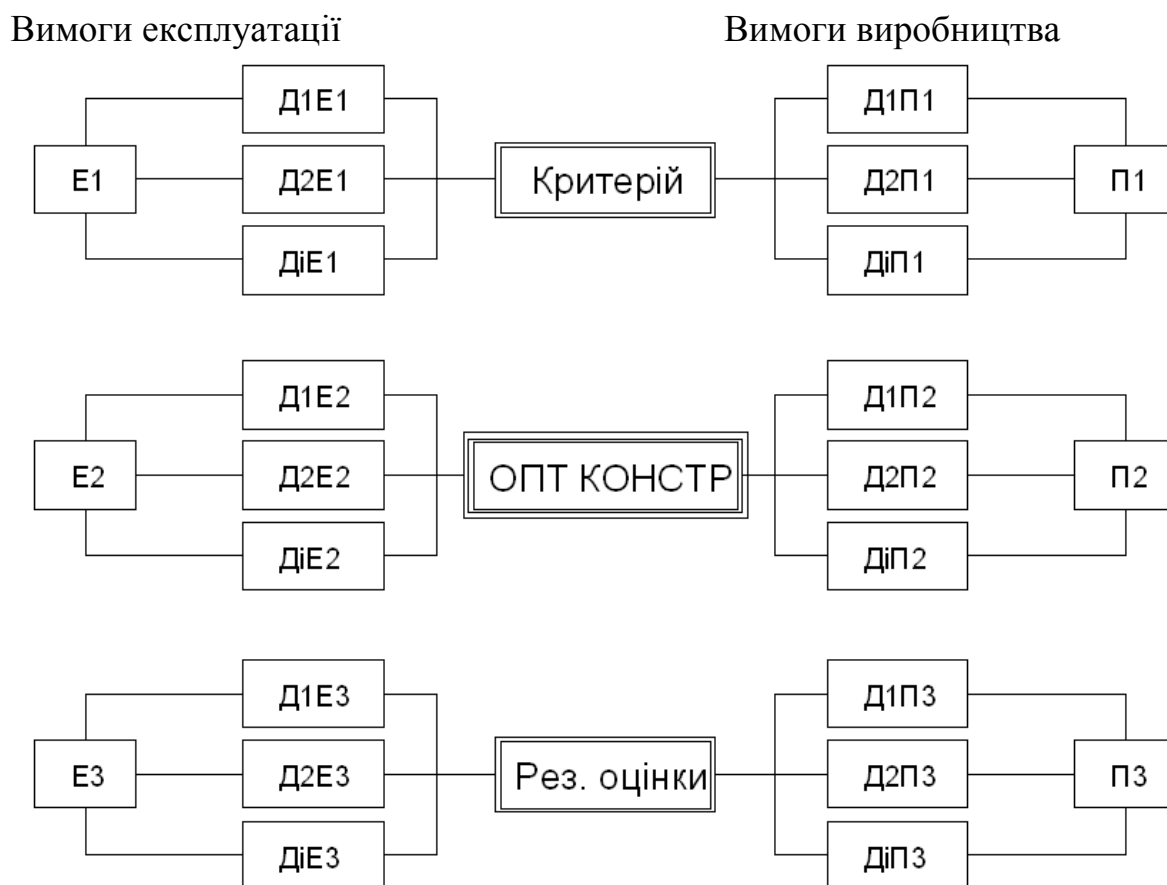 Вимоги експлуатації
Вимоги виробництва
Д1Е1
Д1П1
Е1
Д2Е1
Критерій
Д2П1
П1
ДіЕ1
ДіП1
Д1Е2
Д1П2
Е2
Д2Е2
ОПТ КОНСТР
Д2П2
П2
ДіЕ2
ДіП2
Д1Е3
Д1П3
Е3
Д2Е3
Рез. оцінки
Д2П3
П3
ДіЕ3
ДіП3